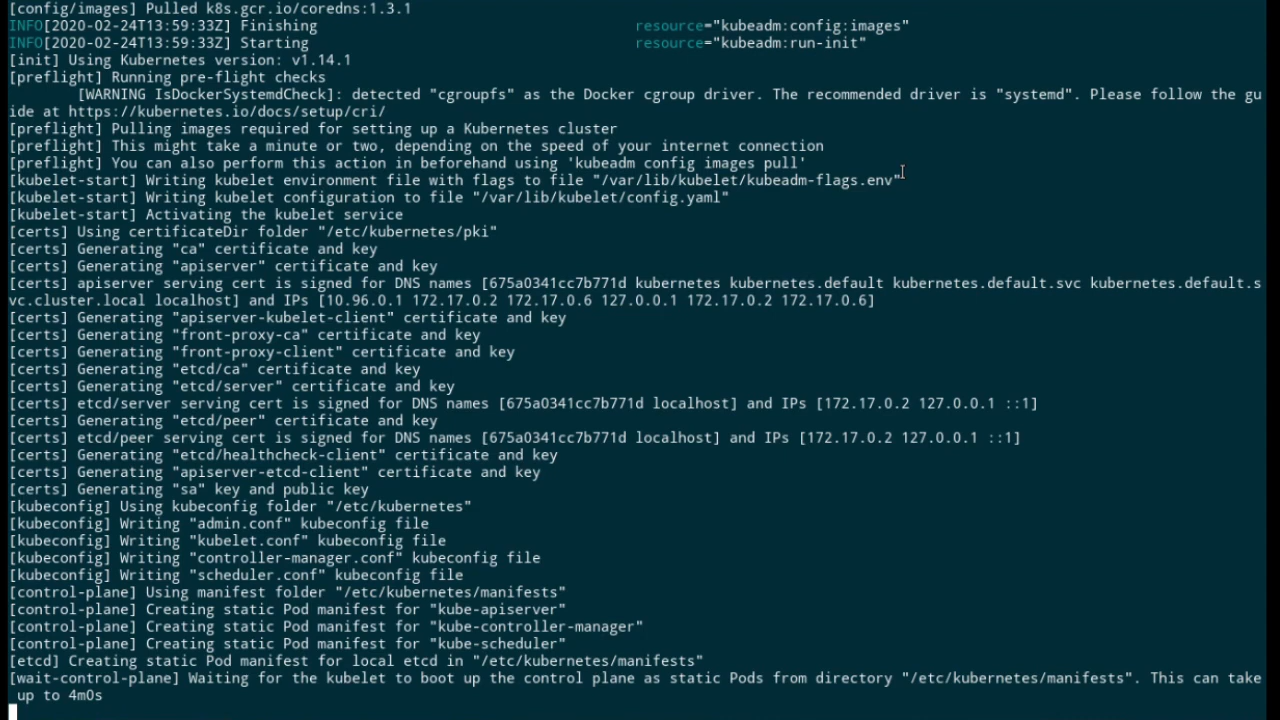 [config/images] Pulled k8s.gcr.io/coredns:1.3.1
INFO[2020-02-24T13:59:33Z] Finishing resource="kubeadm:config:images"
INFO[2020-02-24T13:59:33Z] Starting resource="kubeadm:run-init"
[init] Using Kubernetes version: v1.14.1
[preflight] Running pre-flight checks
[WARNING IsDockerSystemdCheck]: detected "cgroupfs" as the Docker cgroup driver. The recommended driver is "systemd". Please follow the gu
ide at https://kubernetes.io/docs/setup/cri/
[preflight] Pulling images required for setting up a Kubernetes cluster
[preflight] This might take a minute or two, depending on the speed of your internet connection
[preflight] You can also perform this action in beforehand using 'kubeadm config images pull'
[kubelet-start] Writing kubelet environment file with flags to file "/var/lib/kubelet/kubeadm-flags.env"
[kubelet-start] Writing kubelet configuration to file "/var/lib/kubelet/config.yaml"
[kubelet-start] Activating the kubelet service
[certs] Using certificateDir folder "/etc/kubernetes/pki"
[certs] Generating "ca" certificate and key
[certs] Generating "apiserver" certificate and key
[certs] apiserver serving cert is signed for DNS names [675a0341cc7b771d kubernetes kubernetes.default kubernetes.default.svc kubernetes.default.s
vc.cluster.local localhost] and IPs [10.96.0.1 172.17.0.2 172.17.0.6 127.0.0.1 172.17.0.2 172.17.0.6]
[certs] Generating "apiserver-kubelet-client" certificate and key
[certs] Generating "front-proxy-ca" certificate and key
[certs] Generating "front-proxy-client" certificate and key
[certs] Generating "etcd/ca" certificate and key
[certs] Generating "etcd/server" certificate and key
[certs] etcd/server serving cert is signed for DNS names [675a0341cc7b771d localhost] and IPs [172.17.0.2 127.0.0.1 ::1]
[certs] Generating "etcd/peer" certificate and key
[certs] etcd/peer serving cert is signed for DNS names [675a0341cc7b771d localhost] and IPs [172.17.0.2 127.0.0.1 ::1]
[certs] Generating "etcd/healthcheck-client" certificate and key
[certs] Generating "apiserver-etcd-client" certificate and key
[certs] Generating "sa" key and public key
[kubeconfig] Using kubeconfig folder "/etc/kubernetes"
[kubeconfig] Writing "admin.conf" kubeconfig file
[kubeconfig] Writing "kubelet.conf" kubeconfig file
[kubeconfig] Writing "controller-manager.conf" kubeconfig file
[kubeconfig] Writing "scheduler.conf" kubeconfig file
[control-plane] Using manifest folder "/etc/kubernetes/manifests"
[control-plane] Creating static Pod manifest for "kube-apiserver"
[control-plane] Creating static Pod manifest for "kube-controller-manager"
[control-plane] Creating static Pod manifest for "kube-scheduler"
[etcd] Creating static Pod manifest for local etcd in "/etc/kubernetes/manifests"
[wait-control-plane] Waiting for the kubelet to boot up the control plane as static Pods from directory "/etc/kubernetes/manifests". This can take
up to 4m0s